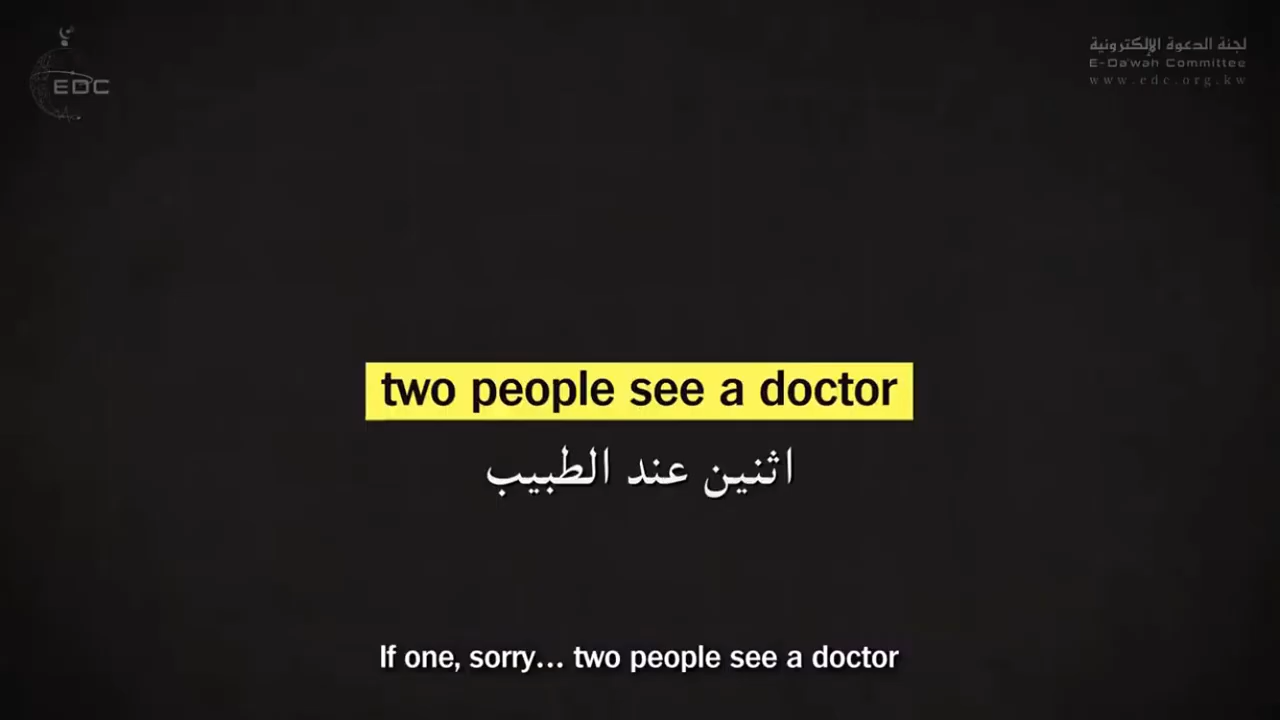 EDC
لجنة الدعوة الإلكترونية
E-Da'wah Committee
www.edc.org.kw
two people see a doctor
اثنين عند الطبيب
If one, sorry... two people see a doctor